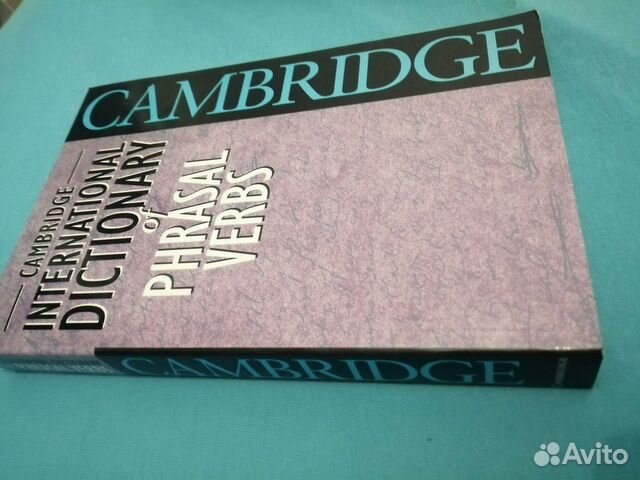 CAMBRIDGE
CAMBRIDGE
INTERNATIONAL
DICTIONARY
of
PHRASAL
VERBS
CAMBRIDGE
Avito